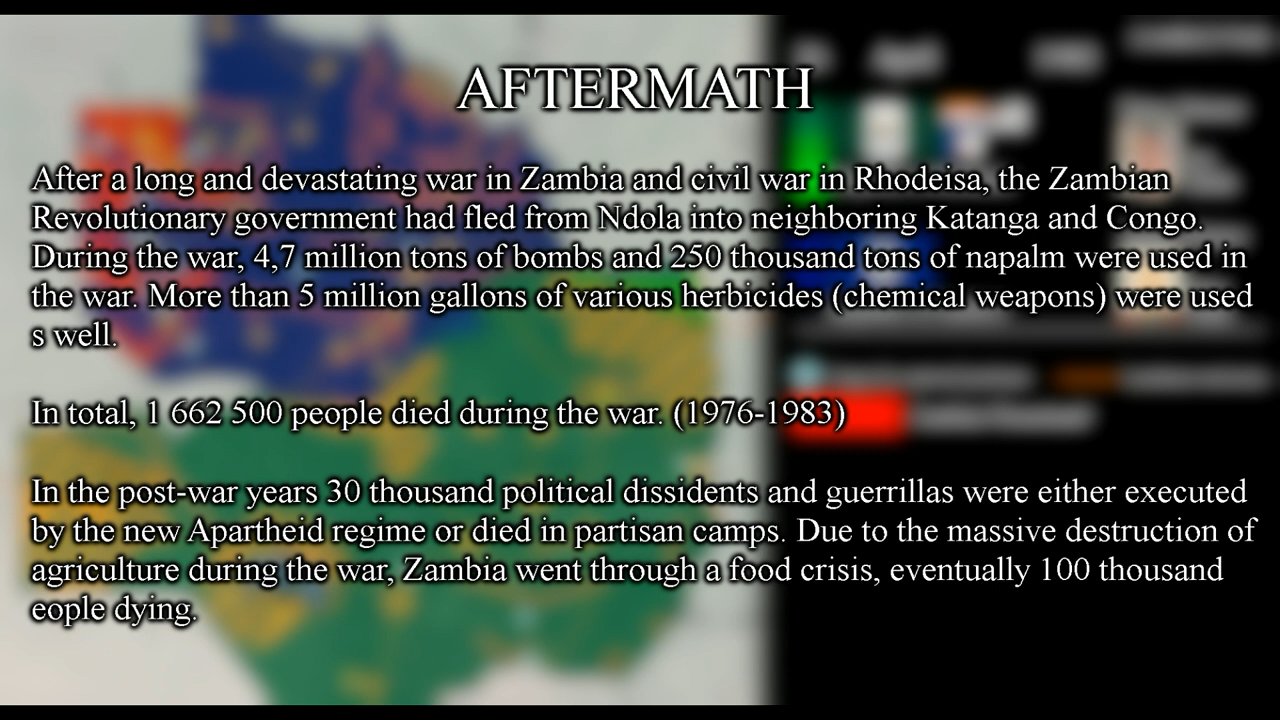 AFTERMATH
After a long and devastating war in Zambia and civil war in Rhodeisa, the Zambian
Revolutionary government had fled from Ndola into neighboring Katanga and Congo.
During the war, 4,7 million tons of bombs and 250 thousand tons of napalm were used in
the war. More than 5 million gallons of various herbicides (chemical weapons) were used
s well.
In total, 1 662 500 people died during the war. (1976-1983)
In the post-war years 30 thousand political dissidents and guerrillas were either executed
by the new Apartheid regime or died in partisan camps. Due to the massive destruction of
agriculture during the war, Zambia went through a food crisis, eventually 100 thousand
eople dying.